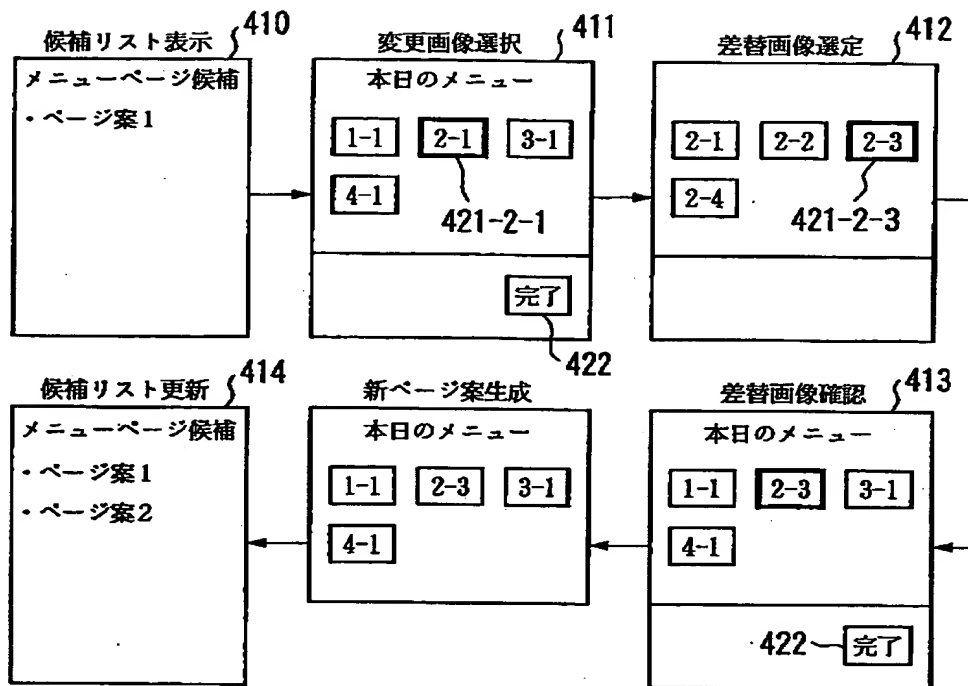 候補リスト表示
410
メニューページ候補
・ページ案1
変更画像選択
411
本日のメニュー
1-1 2-1 3-1
4-1
421-2-1
完了
422
差替画像選定
412
2-1 2-2 2-3
2-4
421-2-3
候補リスト更新
414
メニューページ候補
・ページ案1
・ページ案2
新ページ案生成
本日のメニュー
1-1 2-3 3-1
4-1
差替画像確認
413
本日のメニュー
1-1 2-3 3-1
4-1
422 完了